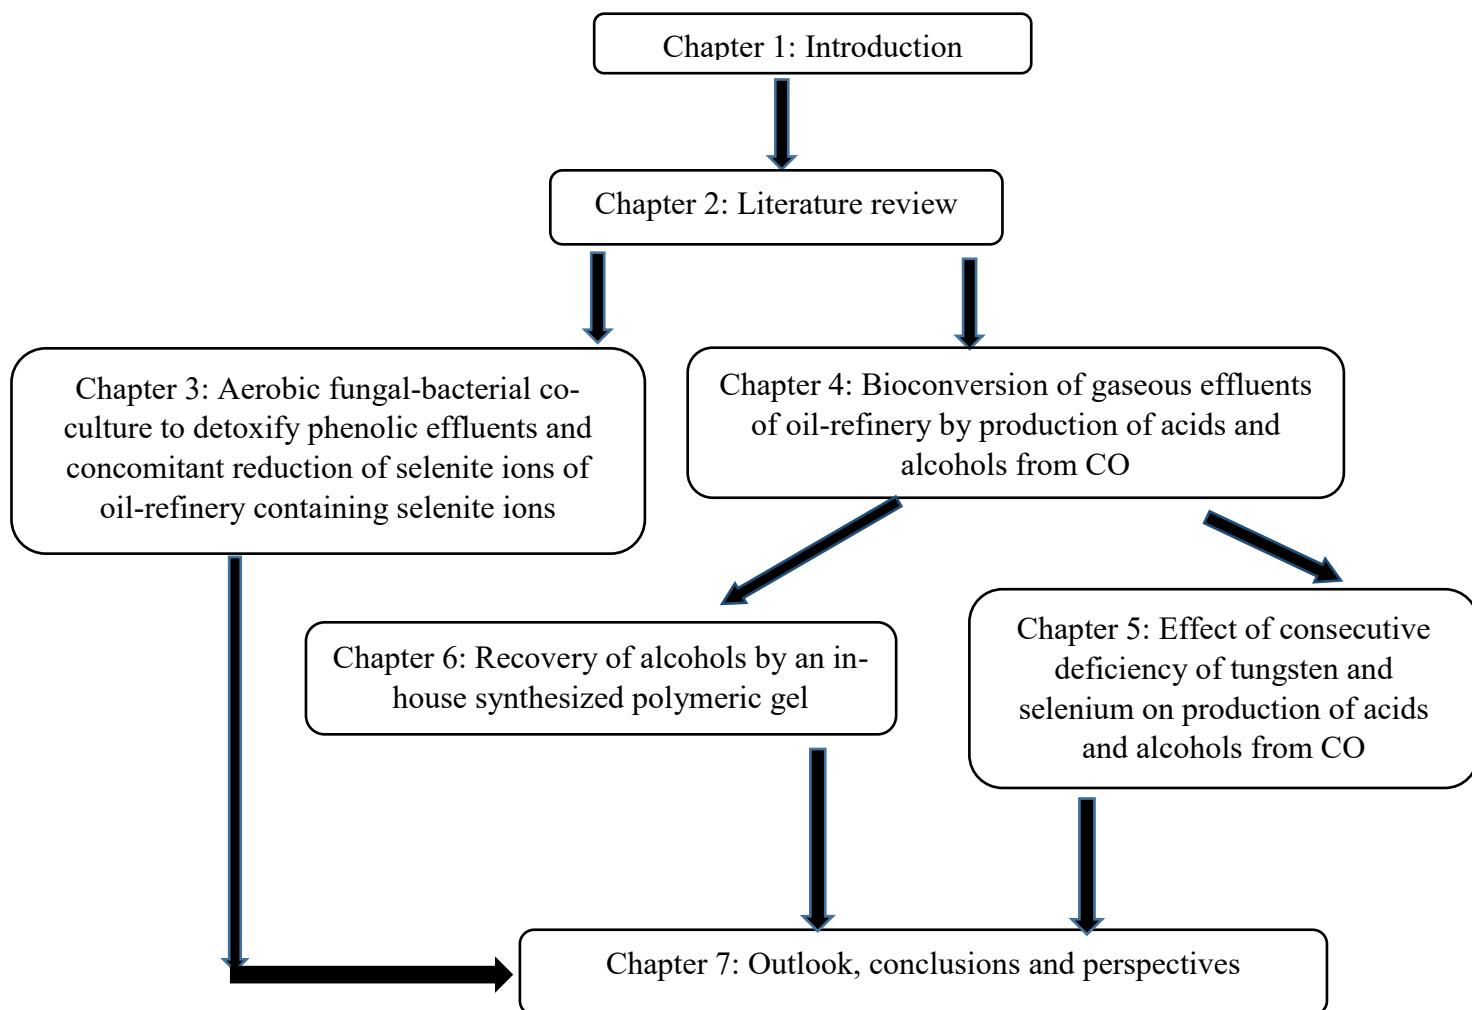 Chapter 1: Introduction
Chapter 2: Literature review
Chapter 3: Aerobic fungal-bacterial co-
culture to detoxify phenolic effluents and
concomitant reduction of selenite ions of
oil-refinery containing selenite ions
Chapter 4: Bioconversion of gaseous effluents
of oil-refinery by production of acids and
alcohols from CO
Chapter 6: Recovery of alcohols by an in-
house synthesized polymeric gel
Chapter 5: Effect of consecutive
deficiency of tungsten and
selenium on production of acids
and alcohols from CO
Chapter 7: Outlook, conclusions and perspectives